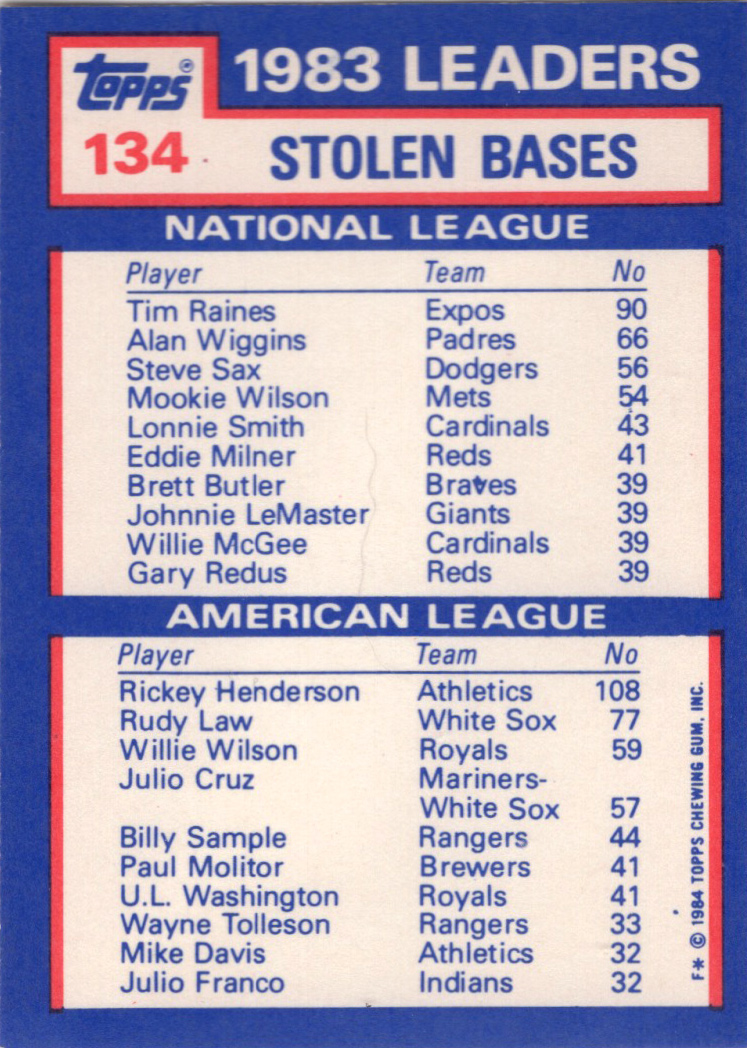 topps®
1983 LEADERS
134
STOLEN BASES
NATIONAL LEAGUE
Player Team No
Tim Raines Expos 90
Alan Wiggins Padres 66
Steve Sax Dodgers 56
Mookie Wilson Mets 54
Lonnie Smith Cardinals 43
Eddie Milner Reds 41
Brett Butler Braves 39
Johnnie LeMaster Giants 39
Willie McGee Cardinals 39
Gary Redus Reds 39
AMERICAN LEAGUE
Player Team No
Rickey Henderson Athletics 108
Rudy Law White Sox 77
Willie Wilson Royals 59
Julio Cruz Mariners-
White Sox 57
Billy Sample Rangers 44
Paul Molitor Brewers 41
U.L. Washington Royals 41
Wayne Tolleson Rangers 33
Mike Davis Athletics 32
Julio Franco Indians 32
F* © 1984 TOPPS CHEWING GUM, INC.